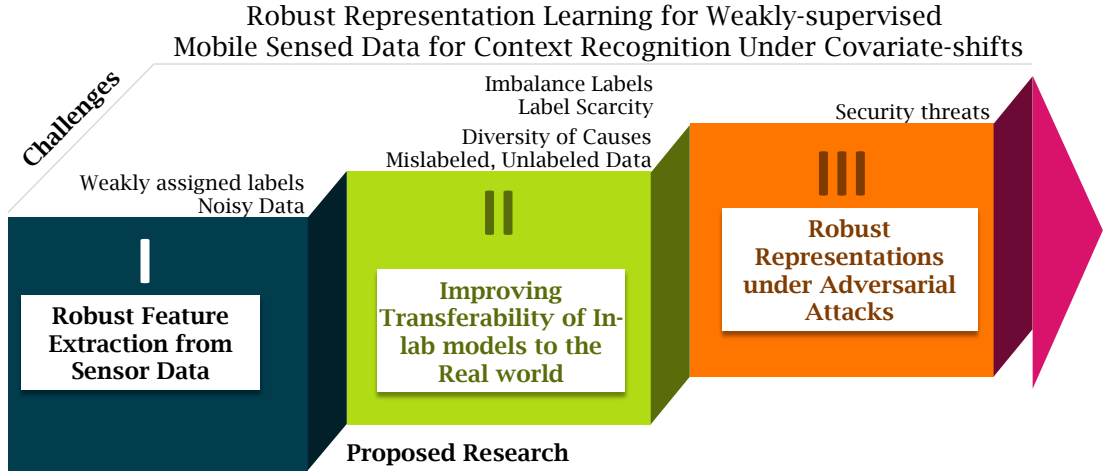 Robust Representation Learning for Weakly-supervised
Mobile Sensed Data for Context Recognition Under Covariate-shifts
Challenges
Weakly assigned labels
Noisy Data
I
Robust Feature
Extraction from
Sensor Data
Imbalance Labels
Label Scarcity
Diversity of Causes
Mislabeled, Unlabeled Data
II
Improving
Transferability of In-
lab models to the
Real world
Security threats
III
Robust
Representations
under Adversarial
Attacks
Proposed Research